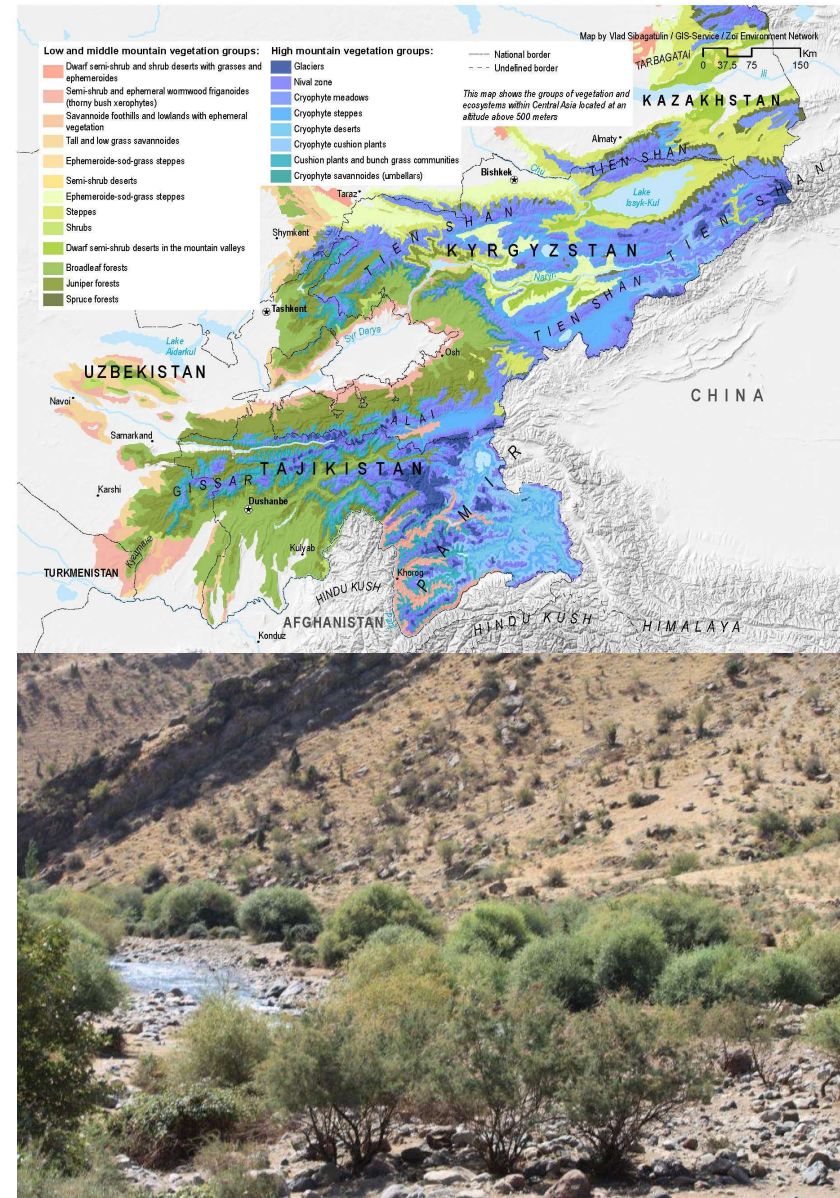 Map by Vlad Sibagatulin / GIS-Service / Zoï Environment Network
Low and middle mountain vegetation groups:
Dwarf semi-shrub and shrub deserts with grasses and
ephemeroides
Semi-shrub and ephemeral wormwood friganoides
(thorny bush xerophytes)
Savannoide foothills and lowlands with ephemeral
vegetation
Tall and low grass savannoides
Ephemeroide-sod-grass steppes
Semi-shrub deserts
Ephemeroide-sod-grass steppes
Steppes
Shrubs
Dwarf semi-shrub deserts in the mountain valleys
Broadleaf forests
Juniper forests
Spruce forests
High mountain vegetation groups:
Glaciers
Nival zone
Cryophyte meadows
Cryophyte steppes
Cryophyte deserts
Cryophyte cushion plants
Cushion plants and bunch grass communities
Cryophyte savannoides (umbellars)
National border
Undefined border
This map shows the groups of vegetation and
ecosystems within Central Asia located at an
altitude above 500 meters
TARBAGATAI
Km
0 37.5 75 150
Ili
KAZAKHSTAN
Almaty
TIEN SHAN
Bishkek
Chu
Lake
Issyk-Kul
Taraz
TIEN SHAN
Shymkent
KYRGYZSTAN
TIEN SHAN
Naryn
TIEN SHAN
Tashkent
Syr Darya
Lake
Aidarkul
Osh
UZBEKISTAN
CHINA
Navoi
ALAI
Samarkand
TAJIKISTAN
GISSAR
PAMIR
Karshi
Dushanbe
Kulyab
TURKMENISTAN
Khorog
HINDU KUSH
AFGHANISTAN
HINDU KUSH
HIMALAYA
Konduz